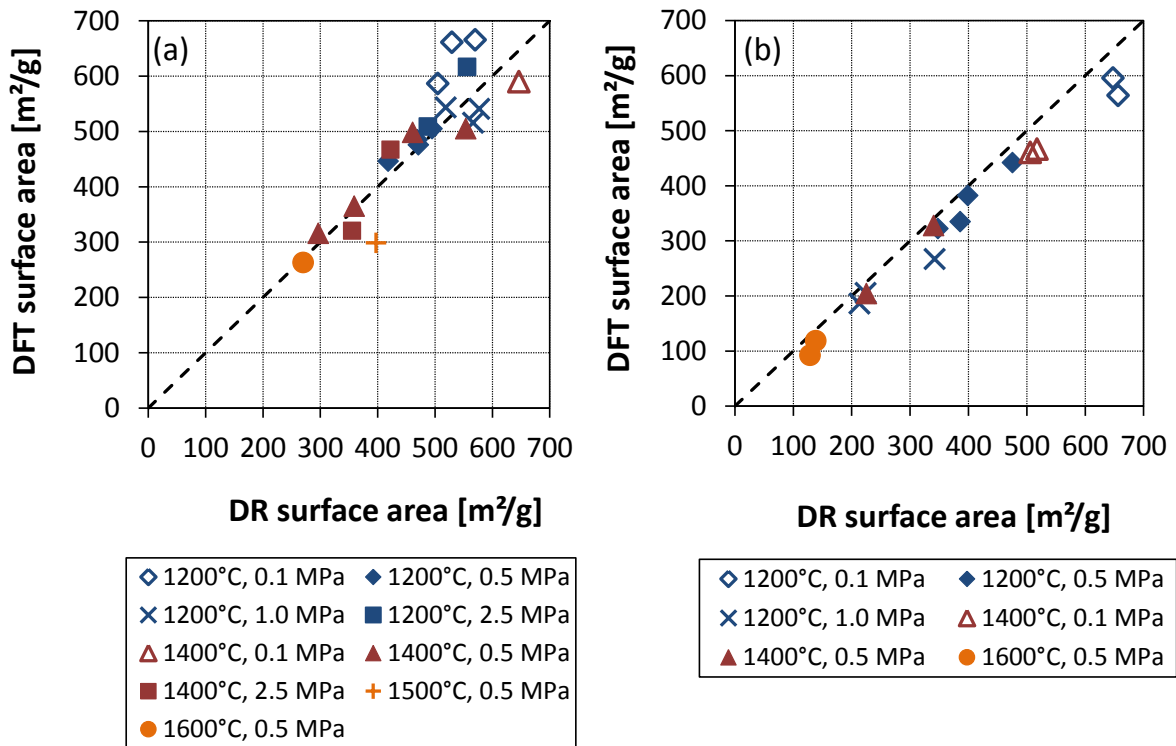 (a)
DFT surface area [m²/g]
700
600
500
400
300
200
100
0
0 100 200 300 400 500 600 700
DR surface area [m²/g]
1200°C, 0.1 MPa 1200°C, 0.5 MPa
1200°C, 1.0 MPa 1200°C, 2.5 MPa
1400°C, 0.1 MPa 1400°C, 0.5 MPa
1400°C, 2.5 MPa 1500°C, 0.5 MPa
1600°C, 0.5 MPa
(b)
DFT surface area [m²/g]
700
600
500
400
300
200
100
0
0 100 200 300 400 500 600 700
DR surface area [m²/g]
1200°C, 0.1 MPa 1200°C, 0.5 MPa
1200°C, 1.0 MPa 1400°C, 0.1 MPa
1400°C, 0.5 MPa 1600°C, 0.5 MPa